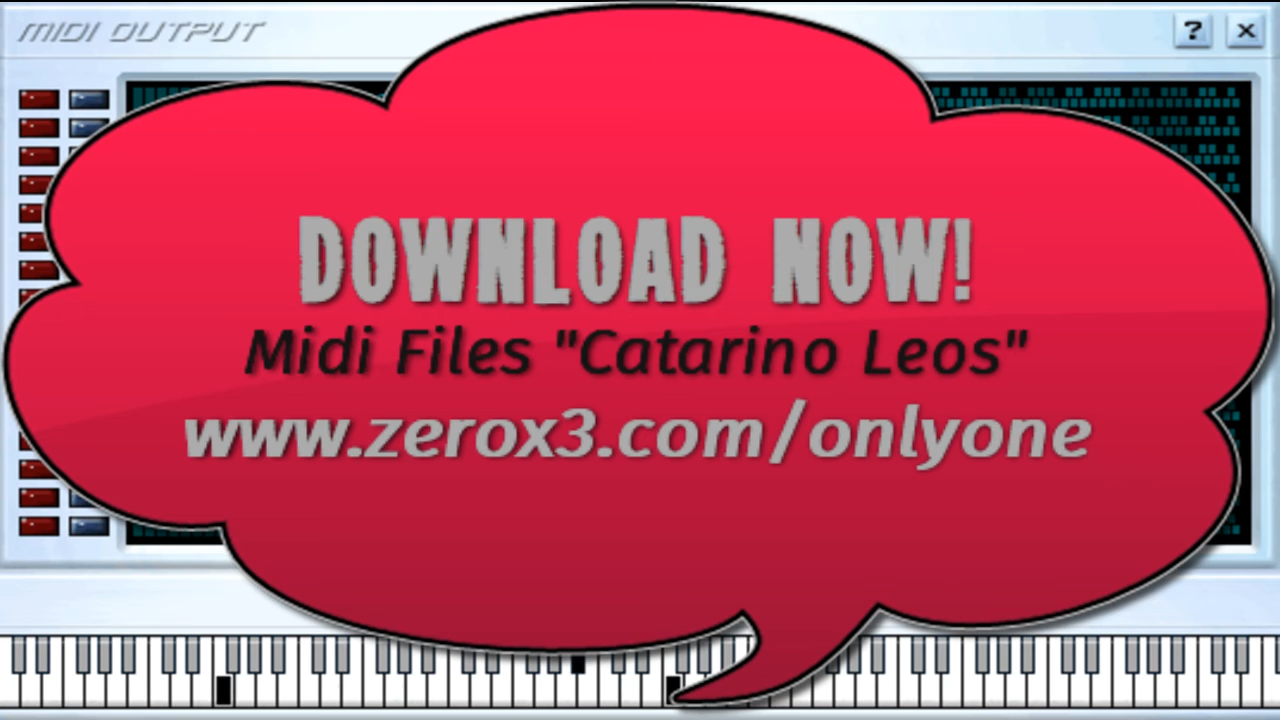 MIDI OUTPUT
? ×
DOWNLOAD NOW!
Midi Files "Catarino Leos"
www.zerox3.com/onlyone